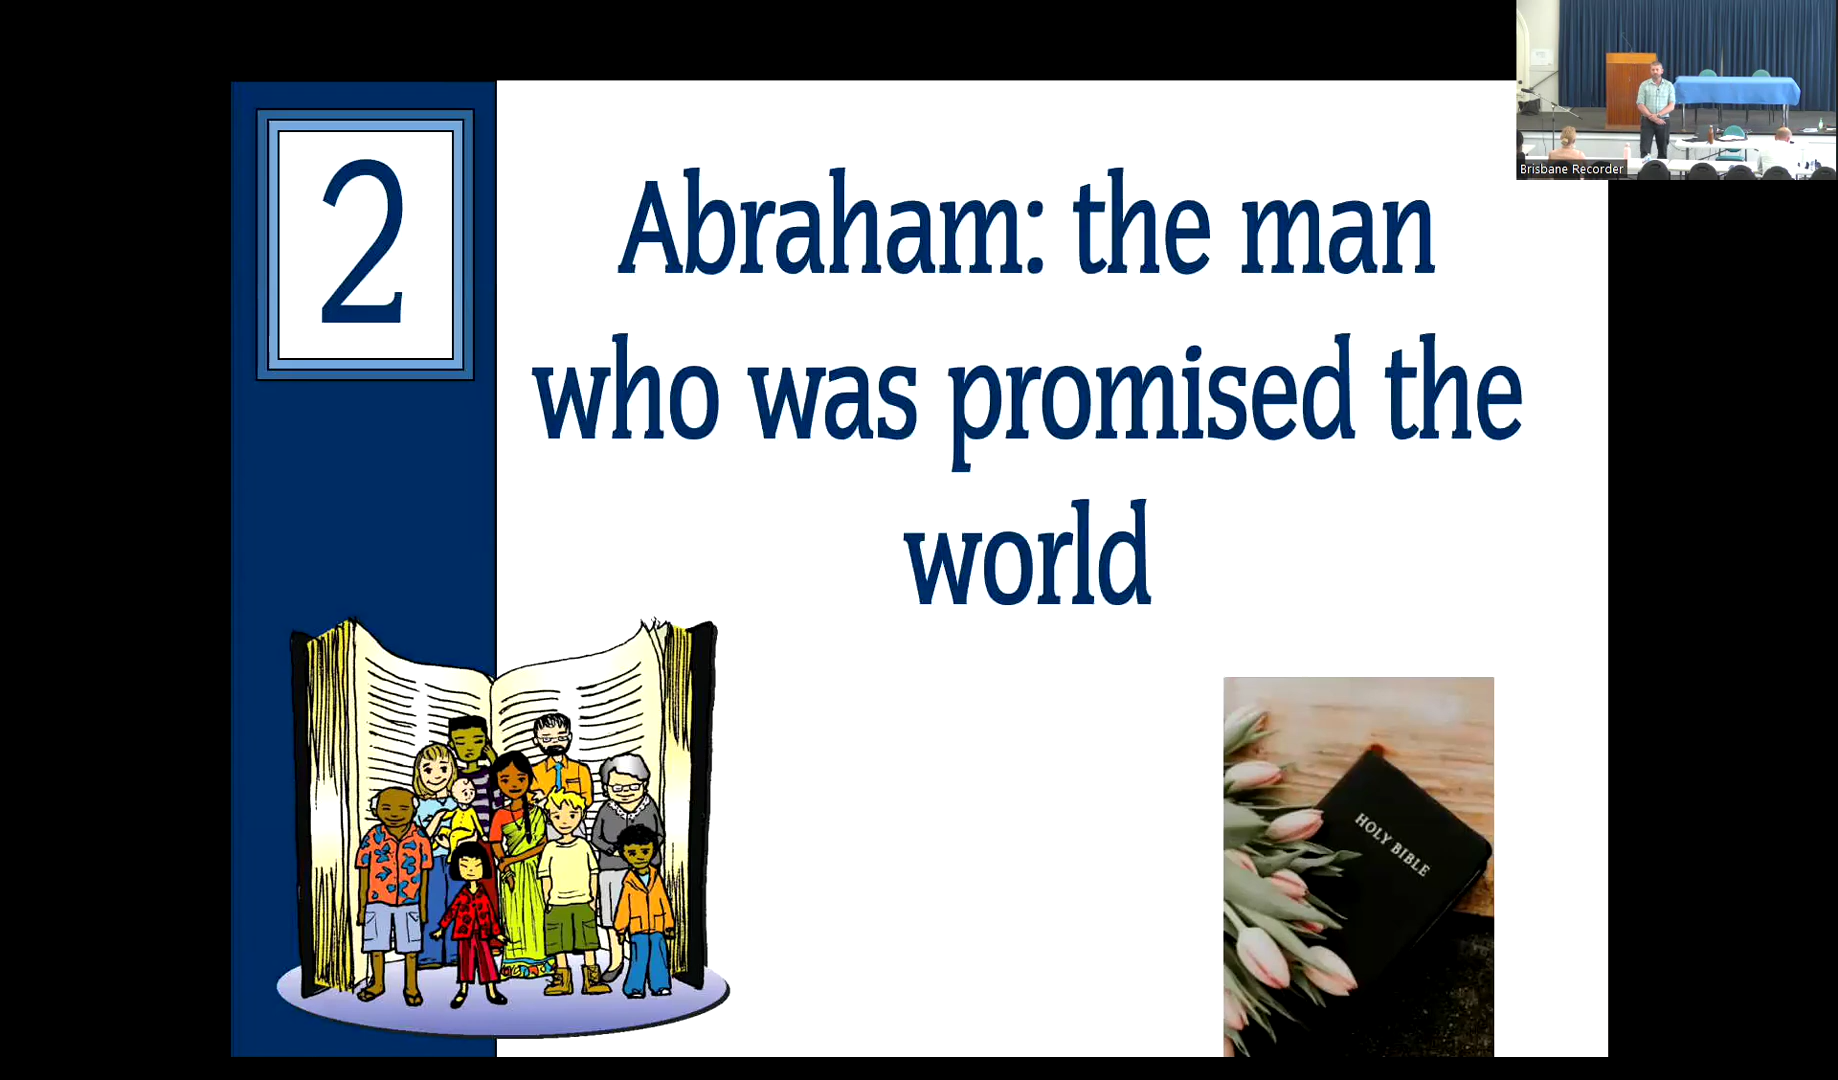 2
Abraham: the man
who was promised the
world
HOLY BIBLE
Brisbane Recorder